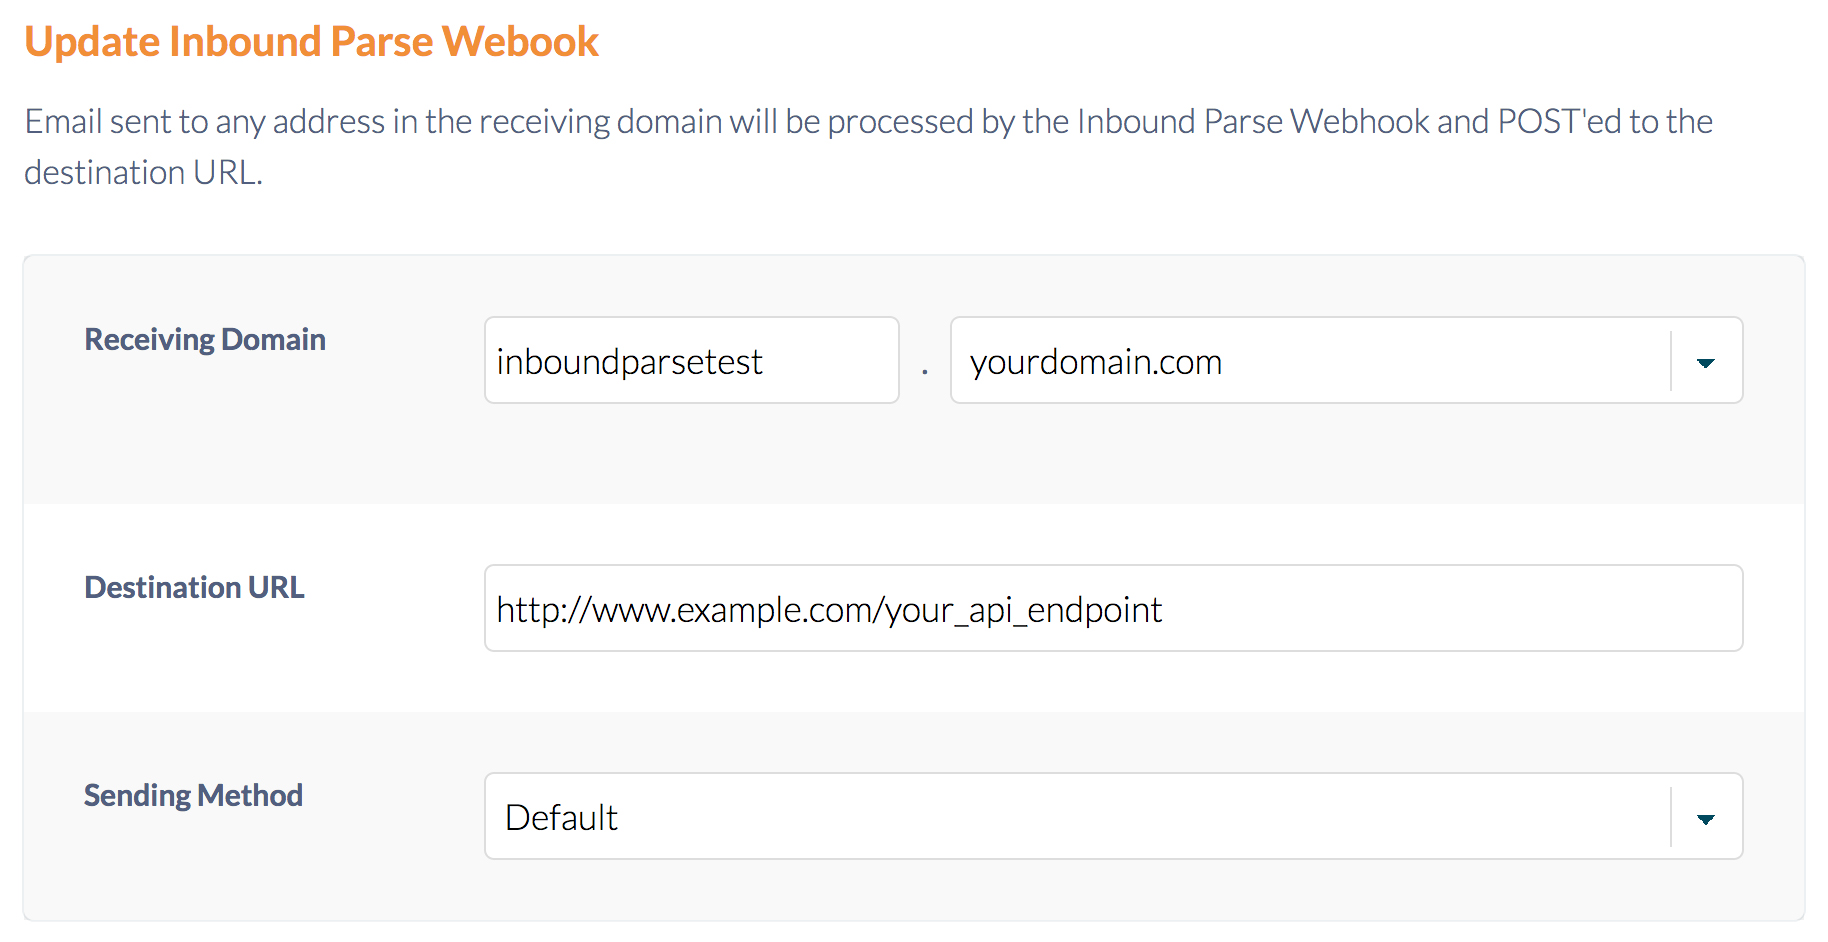 Update Inbound Parse Webook
Email sent to any address in the receiving domain will be processed by the Inbound Parse Webhook and POST'ed to the
destination URL.
Receiving Domain
inboundparsetest . yourdomain.com
Destination URL
http://www.example.com/your_api_endpoint
Sending Method
Default